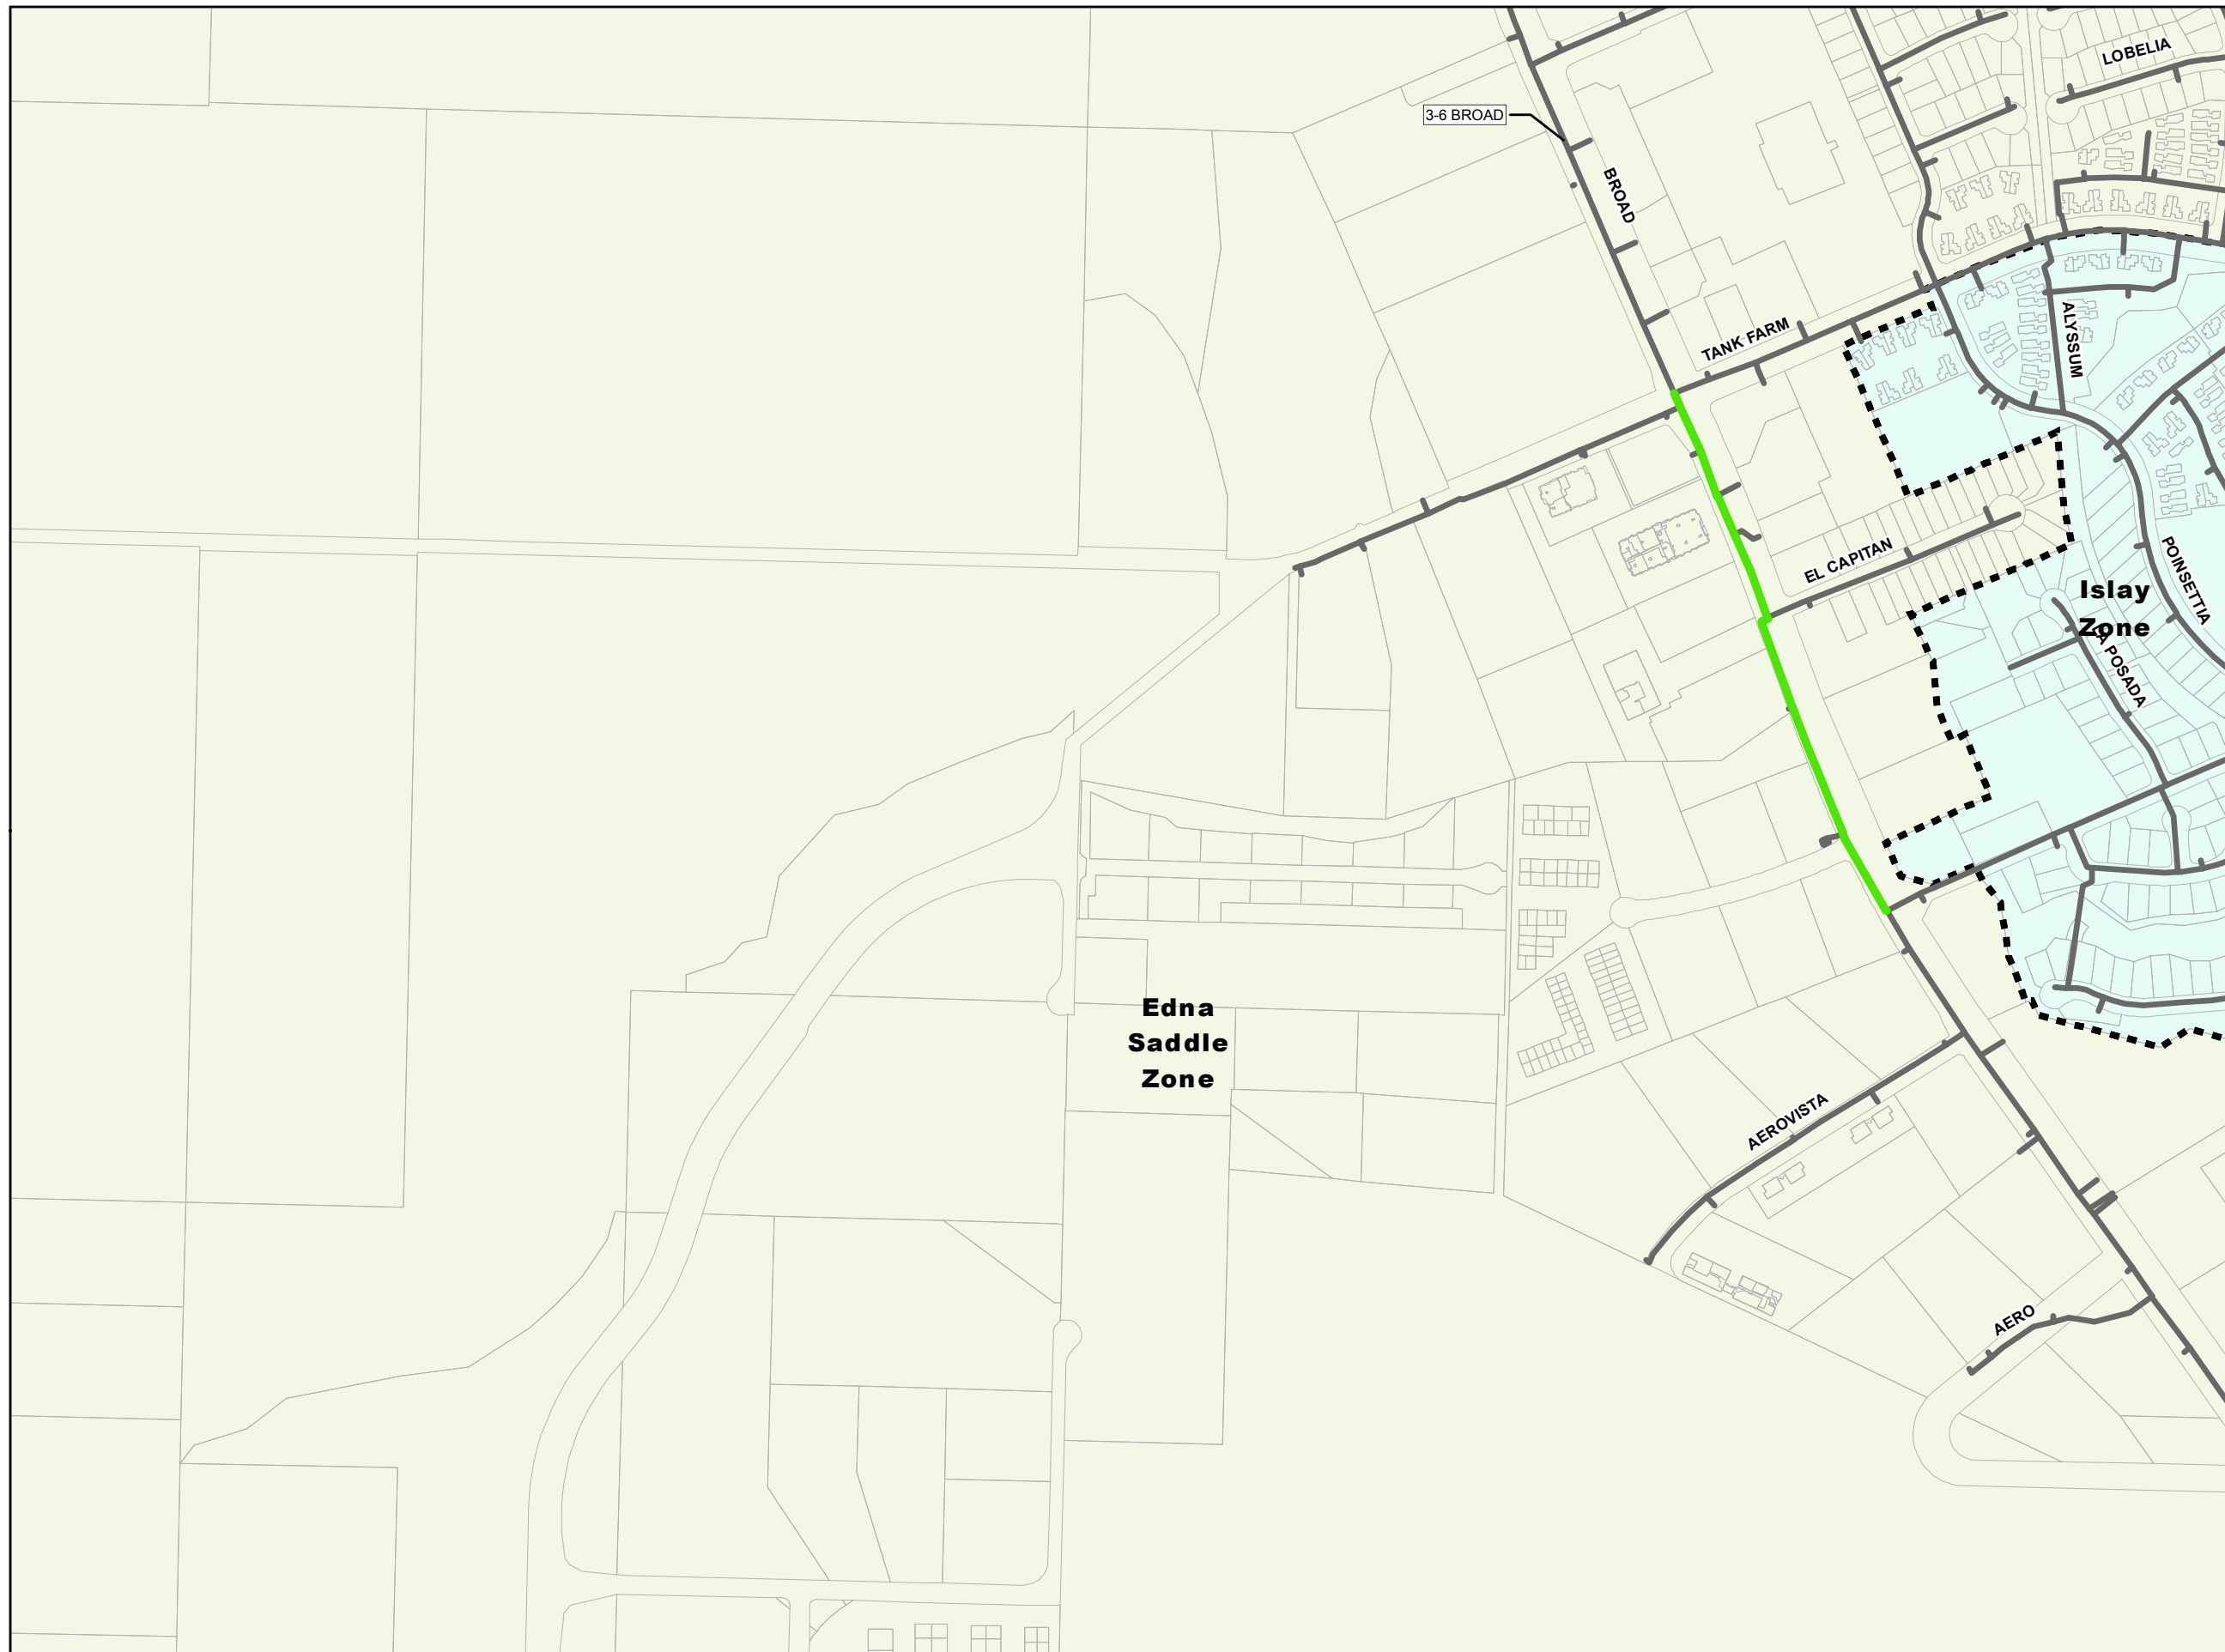 LOBELIA
3-6 BROAD
BROAD
TANK FARM
ALYSSUM
EL CAPITAN
POINSETTIA
Islay
Zone
POSADA
Edna
Saddle
Zone
AEROVISTA
AERO